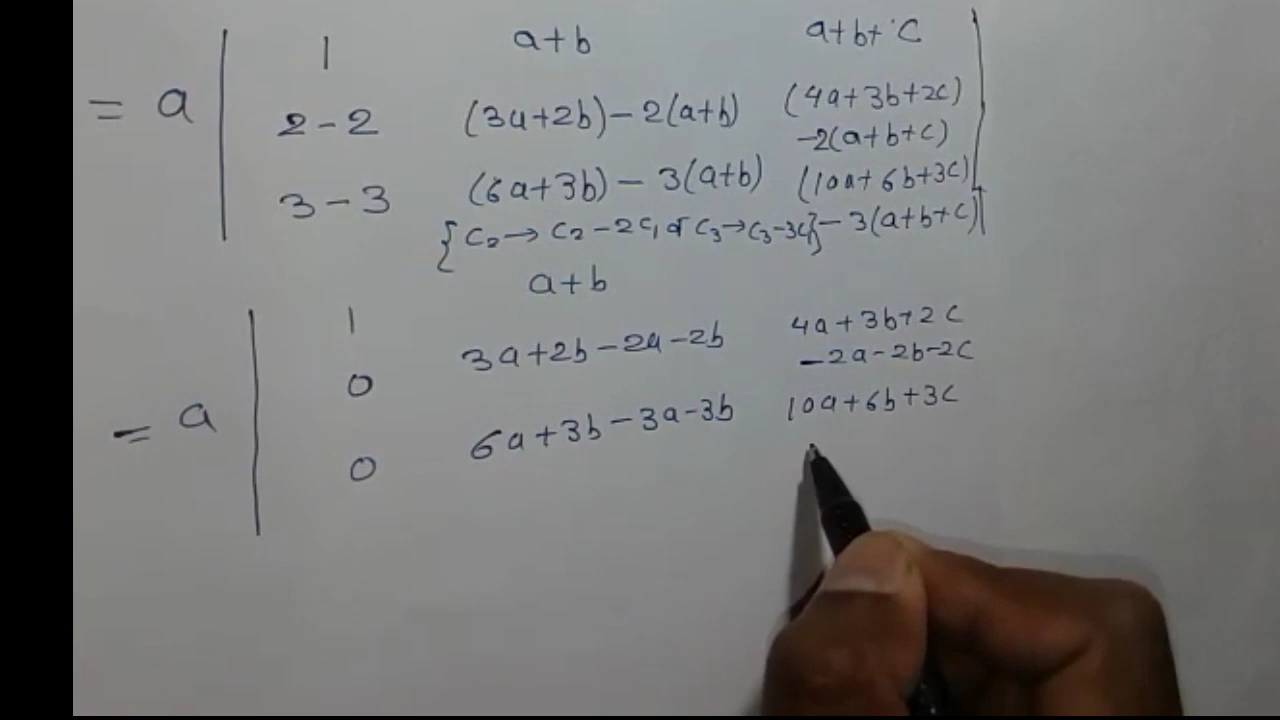 1 a+b a+b+c
= a 2-2 (3a+2b)-2(a+b) (4a+3b+2c)
-2(a+b+c)
3-3 (6a+3b)-3(a+b) (10a+6b+3c)
{C2→C2-2C1 or C3→C3-3C1} -3(a+b+c)
1 a+b
= a 0 3a+2b-2a-2b 4a+3b+2c
-2a-2b-2c
0 6a+3b-3a-3b 10a+6b+3c